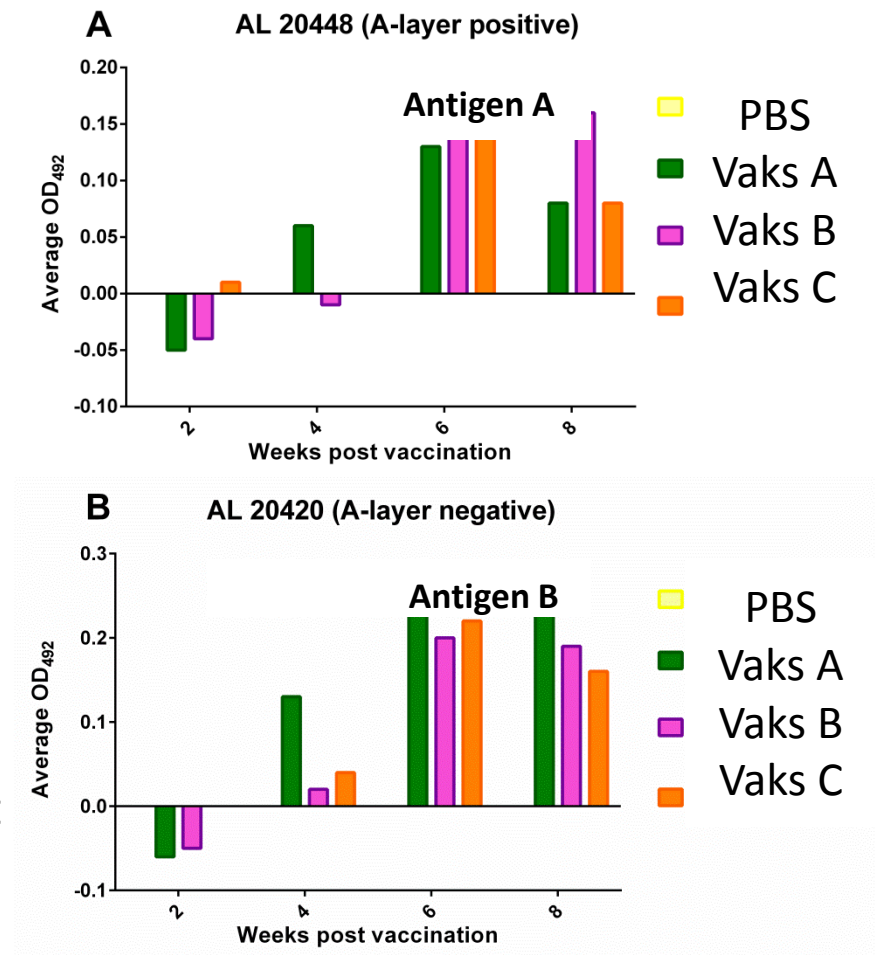 A
AL 20448 (A-layer positive)
Antigen A
Average OD492
0.20
0.15
0.10
0.05
0.00
-0.05
-0.10
2
4
6
8
Weeks post vaccination
PBS
Vaks A
Vaks B
Vaks C
B
AL 20420 (A-layer negative)
Antigen B
Average OD492
0.3
0.2
0.1
0.0
-0.1
2
4
6
8
Weeks post vaccination
PBS
Vaks A
Vaks B
Vaks C